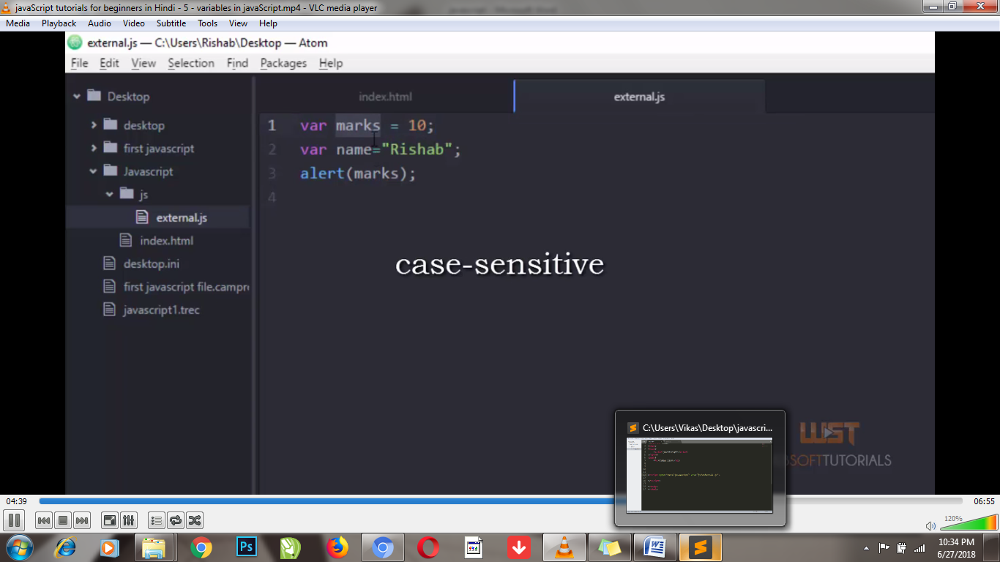 javaScript tutorials for beginners in Hindi - 5 - variables in javaScript.mp4 - VLC media player
Media Playback Audio Video Subtitle Tools View Help
external.js — C:\Users\Rishab\Desktop — Atom
File Edit View Selection Find Packages Help
Desktop
desktop
first javascript
Javascript
js
external.js
index.html
desktop.ini
first javascript file.campr
javascript1.trec
index.html external.js
1 var marks = 10;
2 var name="Rishab";
3 alert(marks);
4
case-sensitive
C:\Users\Vikas\Desktop\javascri...
WST
SOFTTUTORIALS
04:39 06:55
120%
Ps
W
10:34 PM
6/27/2018